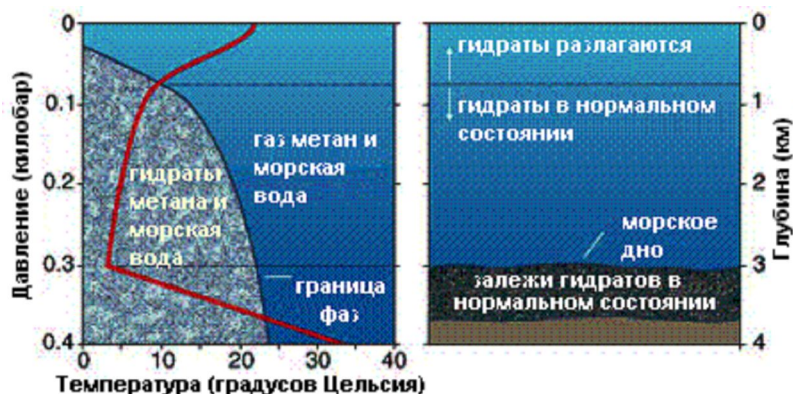 Давление (килобар)
0
0.1
0.2
0.3
0.4
гидраты
метана и
морская
вода
газ метан и
морская
вода
граница
фаз
0
10
20
30
40
Температура (градусов Цельсия)
гидраты разлагаются
гидраты в нормальном
состоянии
морское
дно
залежи гидратов в
нормальном состоянии
0
1
2
3
4
Глубина (км)